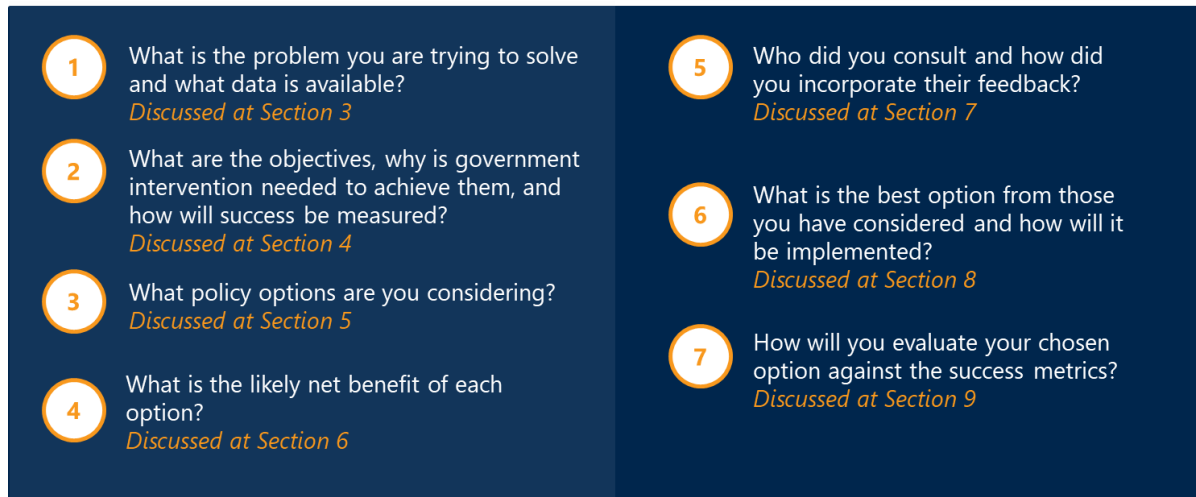 1
What is the problem you are trying to solve
and what data is available?
Discussed at Section 3
2
What are the objectives, why is government
intervention needed to achieve them, and
how will success be measured?
Discussed at Section 4
3
What policy options are you considering?
Discussed at Section 5
4
What is the likely net benefit of each
option?
Discussed at Section 6
5
Who did you consult and how did
you incorporate their feedback?
Discussed at Section 7
6
What is the best option from those
you have considered and how will it
be implemented?
Discussed at Section 8
7
How will you evaluate your chosen
option against the success metrics?
Discussed at Section 9